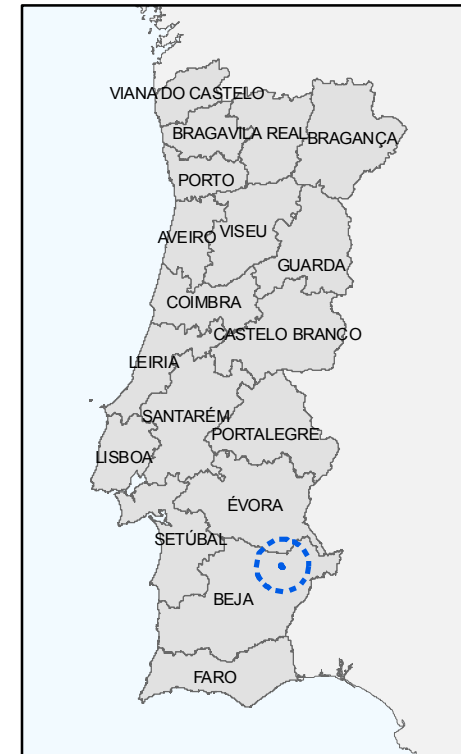 VIANA DO CASTELO
BRAGA
VILA REAL
BRAGANÇA
PORTO
AVEIRO
VISEU
GUARDA
COIMBRA
CASTELO BRANCO
LEIRIA
SANTARÉM
PORTALEGRE
LISBOA
ÉVORA
SETÚBAL
BEJA
FARO